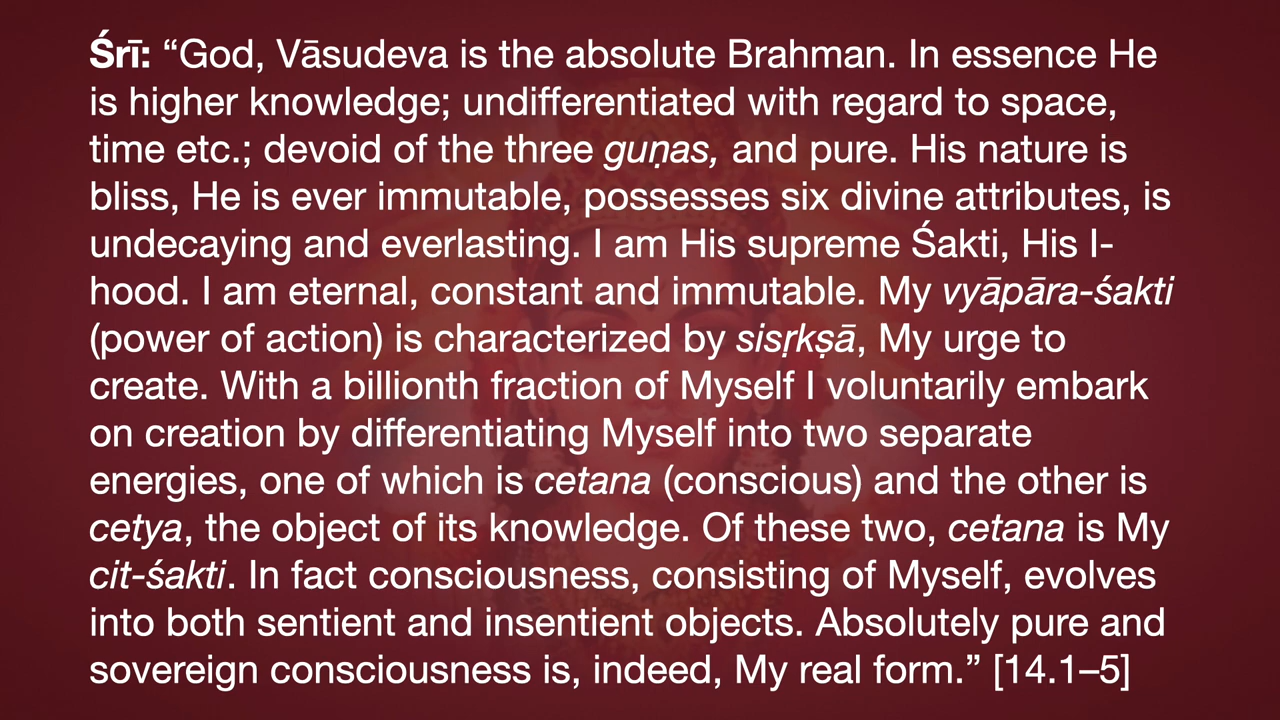 Śrī: “God, Vāsudeva is the absolute Brahman. In essence He
is higher knowledge; undifferentiated with regard to space,
time etc.; devoid of the three guṇas, and pure. His nature is
bliss, He is ever immutable, possesses six divine attributes, is
undecaying and everlasting. I am His supreme Śakti, His I-
hood. I am eternal, constant and immutable. My vyāpāra-śakti
(power of action) is characterized by sisṛkṣā, My urge to
create. With a billionth fraction of Myself I voluntarily embark
on creation by differentiating Myself into two separate
energies, one of which is cetana (conscious) and the other is
cetya, the object of its knowledge. Of these two, cetana is My
cit-śakti. In fact consciousness, consisting of Myself, evolves
into both sentient and insentient objects. Absolutely pure and
sovereign consciousness is, indeed, My real form.” [14.1–5]